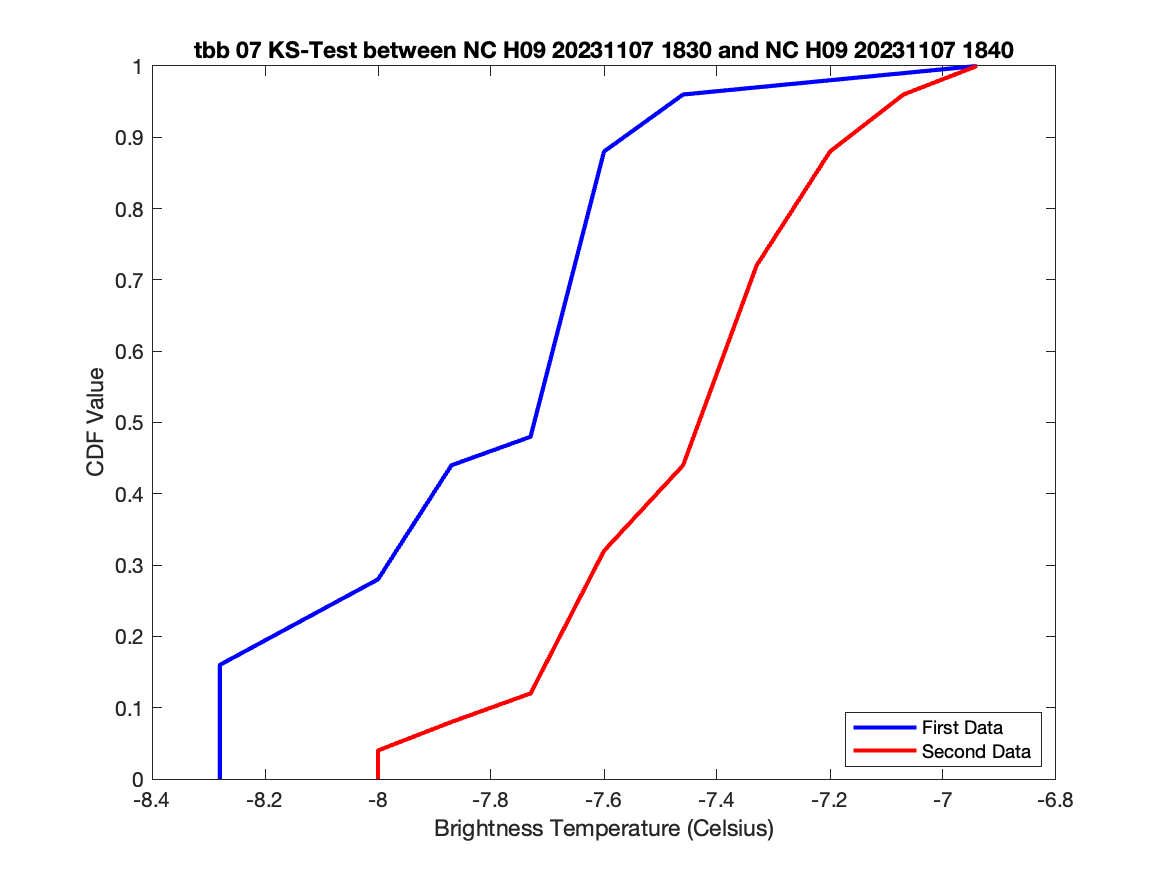 tbb 07 KS-Test between NC H09 20231107 1830 and NC H09 20231107 1840
1
0.9
0.8
0.7
0.6
0.5
0.4
0.3
0.2
0.1
0
CDF Value
First Data
Second Data
-8.4 -8.2 -8 -7.8 -7.6 -7.4 -7.2 -7 -6.8
Brightness Temperature (Celsius)